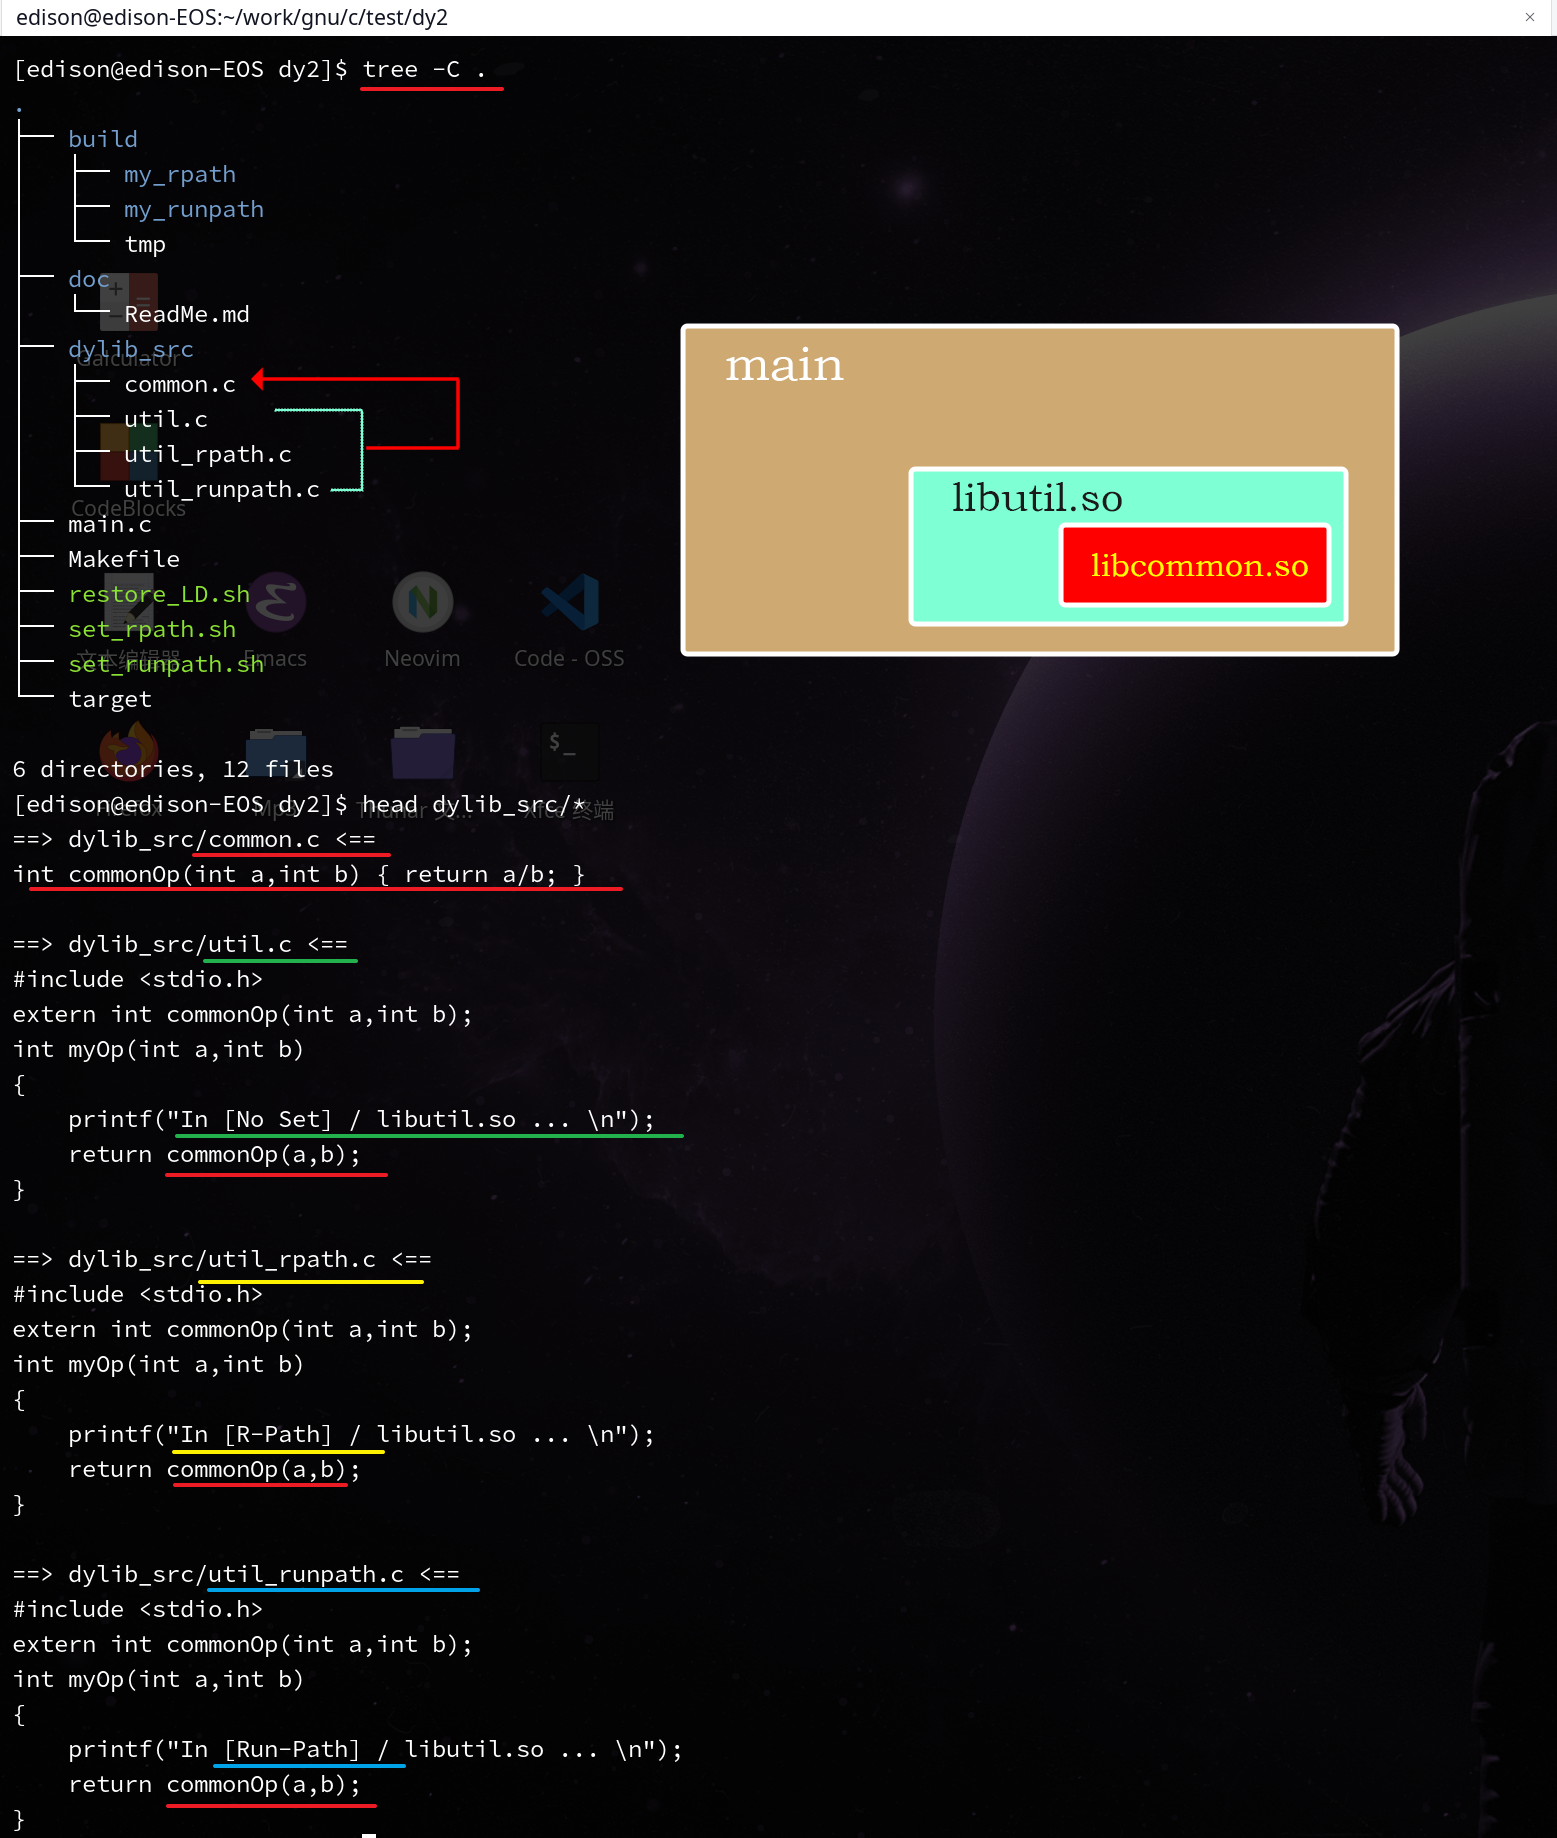 edison@edison-EOS:~/work/gnu/c/test/dy2
[edison@edison-EOS dy2]$ tree -C .
.
├── build
│   ├── my_rpath
│   ├── my_runpath
│   └── tmp
├── doc
│   └── ReadMe.md
├── dylib_src
│   ├── common.c
│   ├── util.c
│   ├── util_rpath.c
│   └── util_runpath.c
├── main.c
├── Makefile
├── restore_LD.sh
├── set_rpath.sh
├── set_runpath.sh
└── target
6 directories, 12 files
[edison@edison-EOS dy2]$ head dylib_src/*
==> dylib_src/common.c <==
int commonOp(int a,int b) { return a/b; }
==> dylib_src/util.c <==
#include <stdio.h>
extern int commonOp(int a,int b);
int myOp(int a,int b)
{
    printf("In [No Set] / libutil.so ... \n");
    return commonOp(a,b);
}
==> dylib_src/util_rpath.c <==
#include <stdio.h>
extern int commonOp(int a,int b);
int myOp(int a,int b)
{
    printf("In [R-Path] / libutil.so ... \n");
    return commonOp(a,b);
}
==> dylib_src/util_runpath.c <==
#include <stdio.h>
extern int commonOp(int a,int b);
int myOp(int a,int b)
{
    printf("In [Run-Path] / libutil.so ... \n");
    return commonOp(a,b);
}
main
libutil.so
libcommon.so
Calculator
CodeBlocks
文本编辑器
Emacs
Neovim
Code - OSS
Firefox
Mp3
Xfce 终端